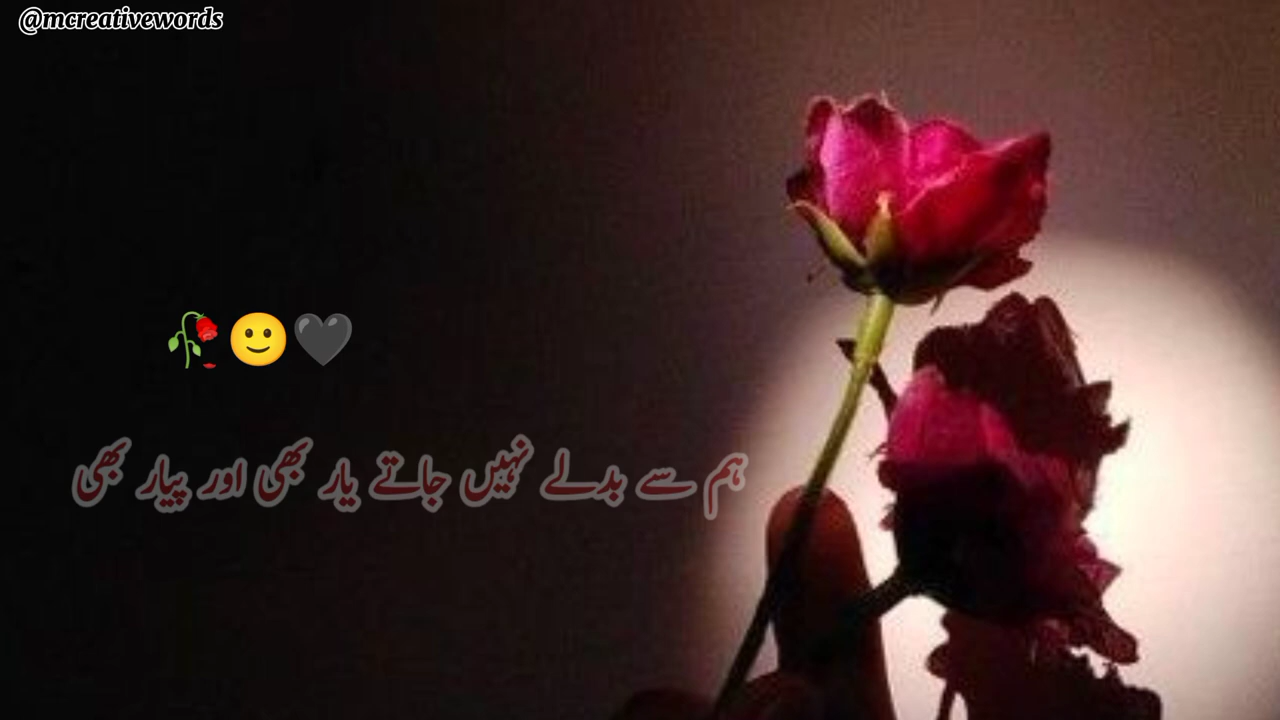 @mcreativewords
🥀🙂🖤
ہم سے بدلے نہیں جاتے یار بھی اور پیار بھی